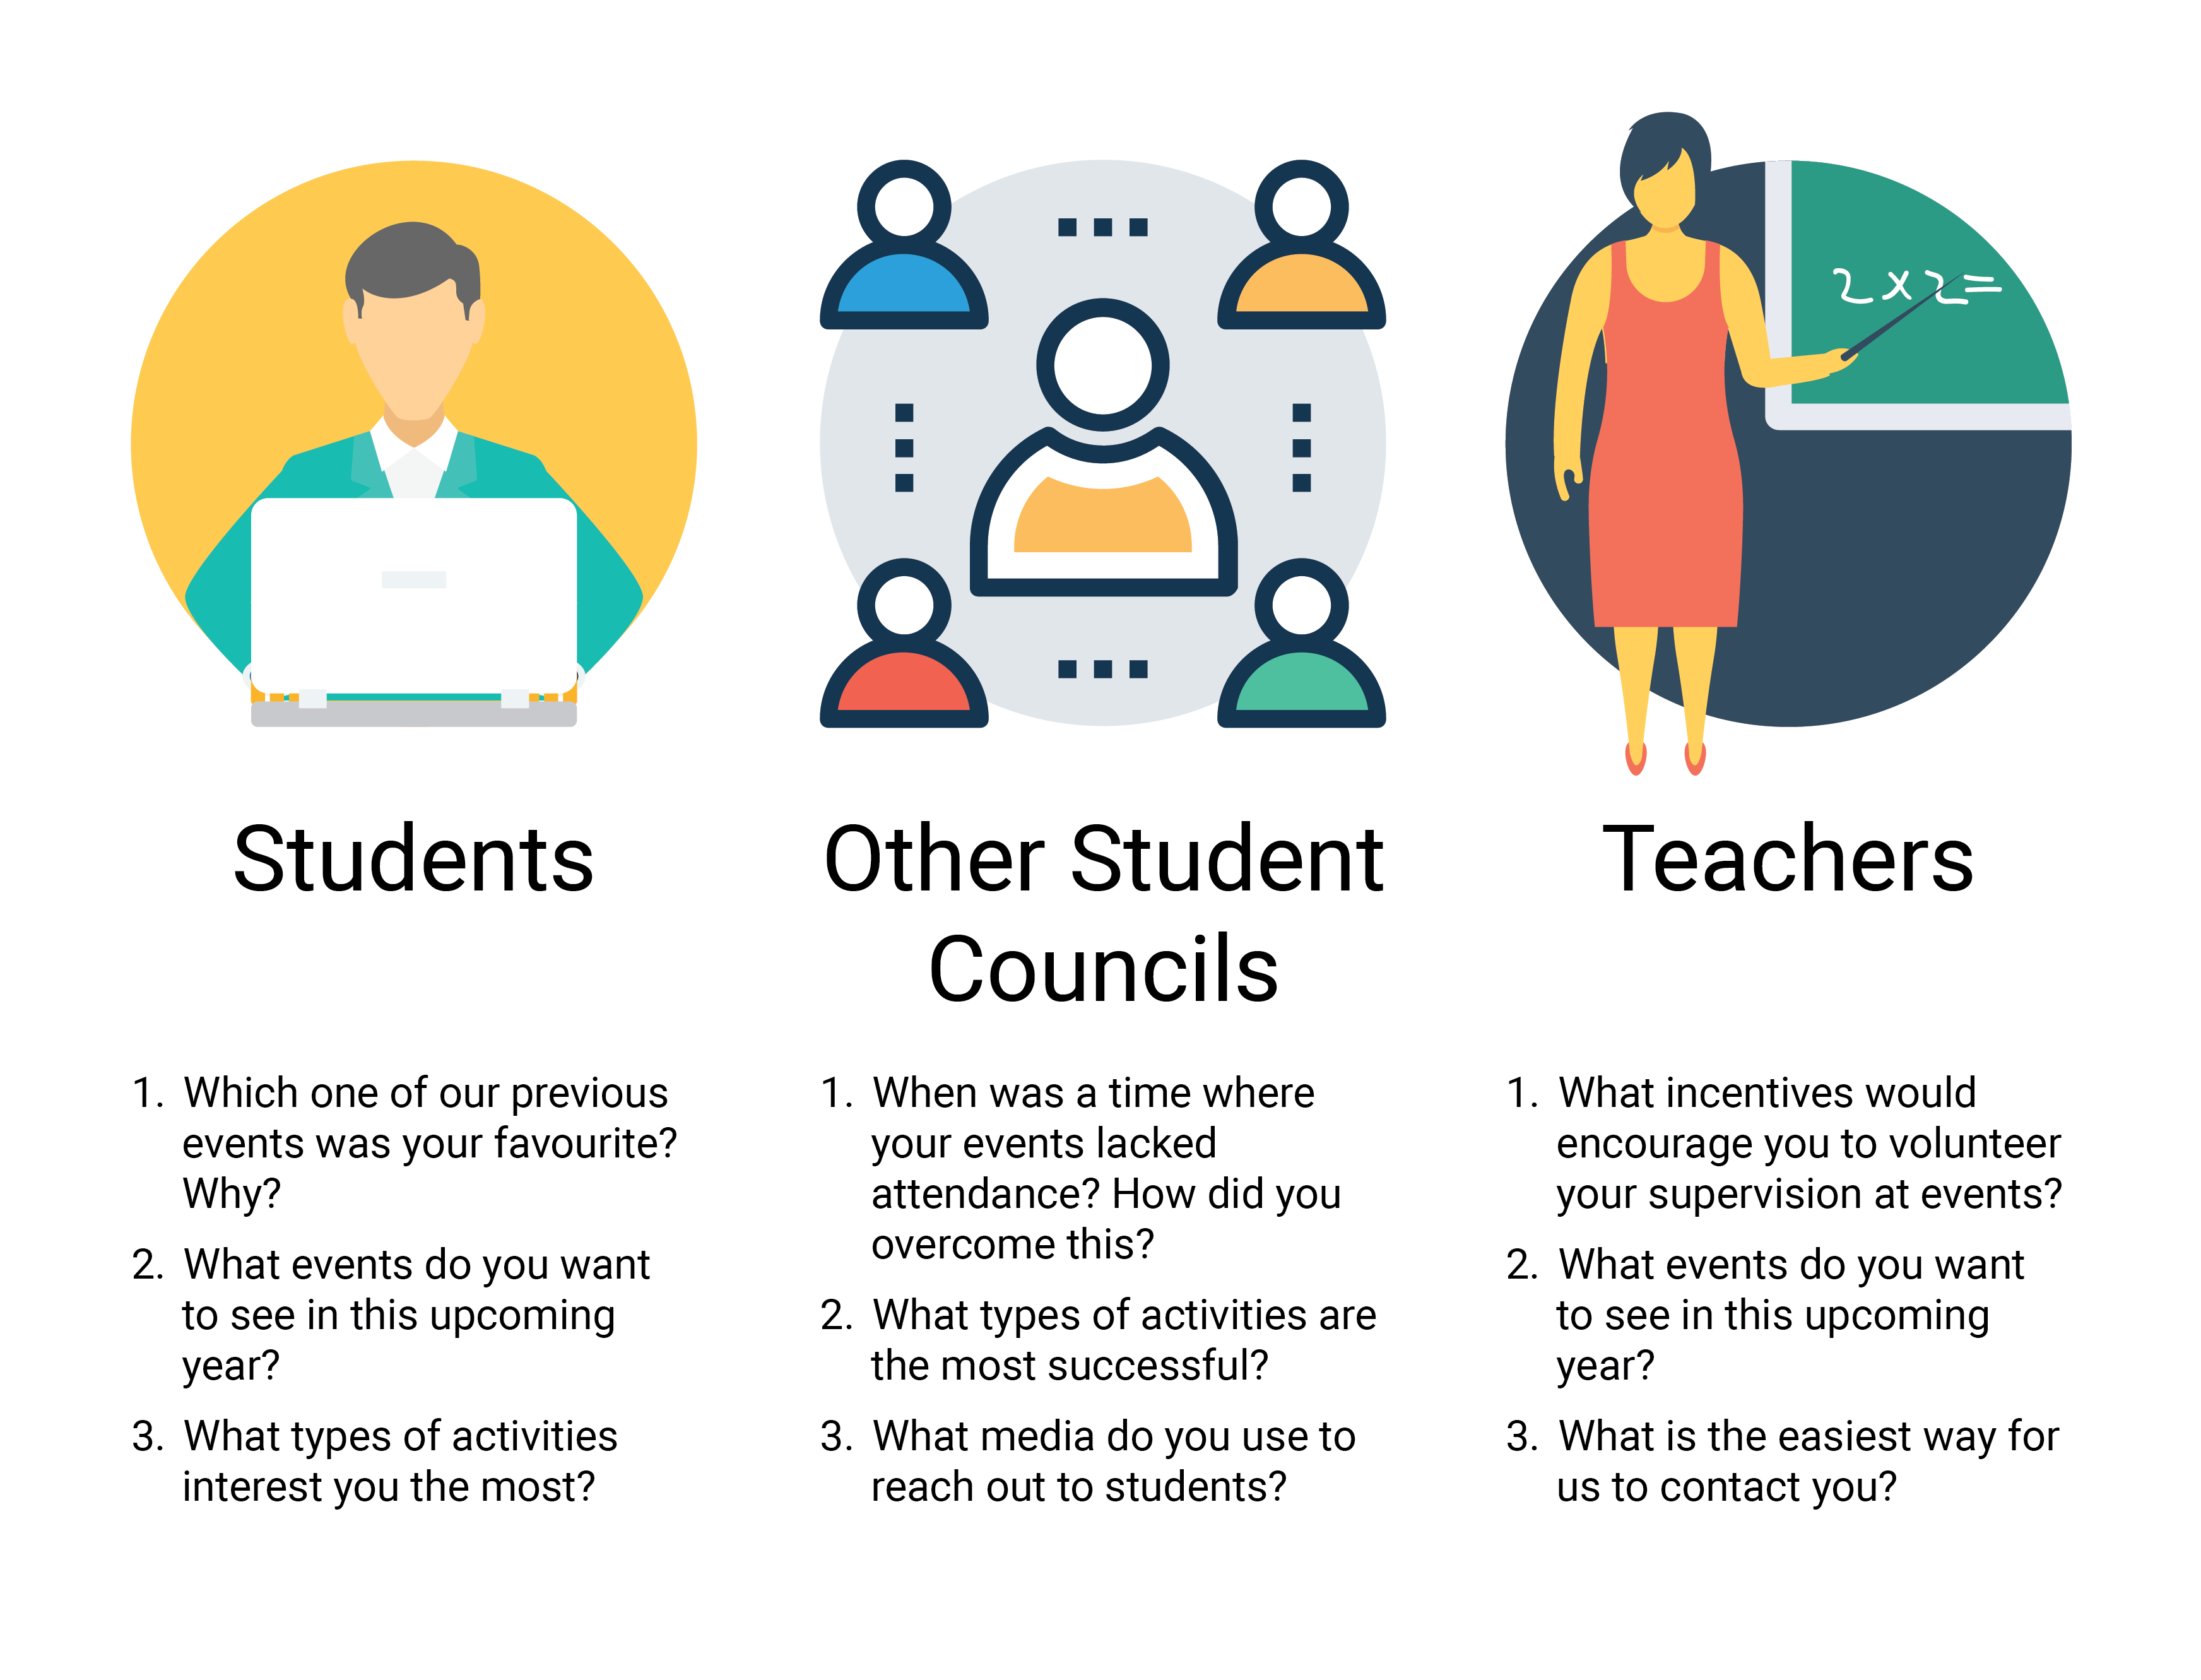 2 x 2 =
Students
1. Which one of our previous
events was your favourite?
Why?
2. What events do you want
to see in this upcoming
year?
3. What types of activities
interest you the most?
Other Student
Councils
1. When was a time where
your events lacked
attendance? How did you
overcome this?
2. What types of activities are
the most successful?
3. What media do you use to
reach out to students?
Teachers
1. What incentives would
encourage you to volunteer
your supervision at events?
2. What events do you want
to see in this upcoming
year?
3. What is the easiest way for
us to contact you?